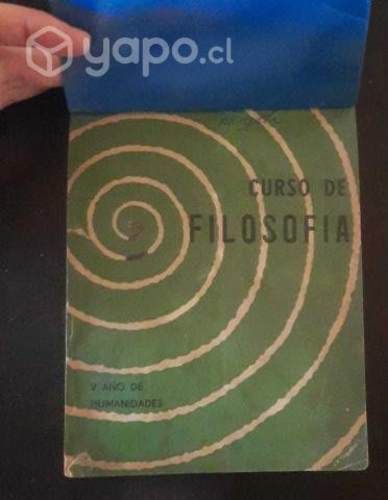 yapo.cl
CURSO DE
FILOSOFIA
V AÑO DE
HUMANIDADES